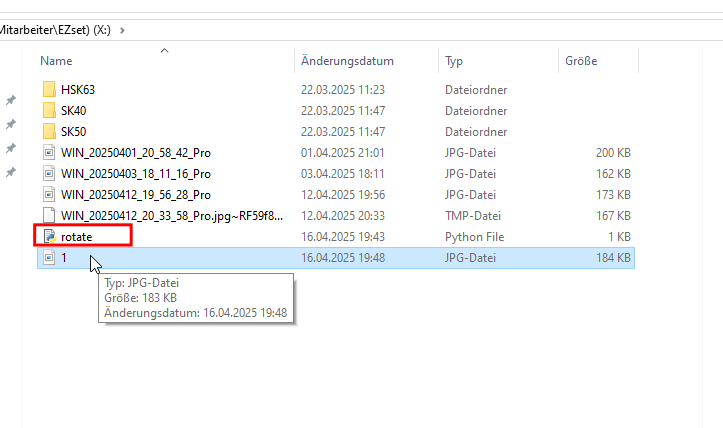 Mitarbeiter\EZset) (X:) >
Name Änderungsdatum Typ Größe
HSK63 22.03.2025 11:23 Dateiordner
SK40 22.03.2025 11:47 Dateiordner
SK50 22.03.2025 11:47 Dateiordner
WIN_20250401_20_58_42_Pro 01.04.2025 21:01 JPG-Datei 200 KB
WIN_20250403_18_11_16_Pro 03.04.2025 18:11 JPG-Datei 162 KB
WIN_20250412_19_56_28_Pro 12.04.2025 19:56 JPG-Datei 173 KB
WIN_20250412_20_33_58_Pro.jpg~RF59f8... 12.04.2025 20:33 TMP-Datei 167 KB
rotate 16.04.2025 19:43 Python File 1 KB
1 16.04.2025 19:48 JPG-Datei 184 KB
Typ: JPG-Datei
Größe: 183 KB
Änderungsdatum: 16.04.2025 19:48